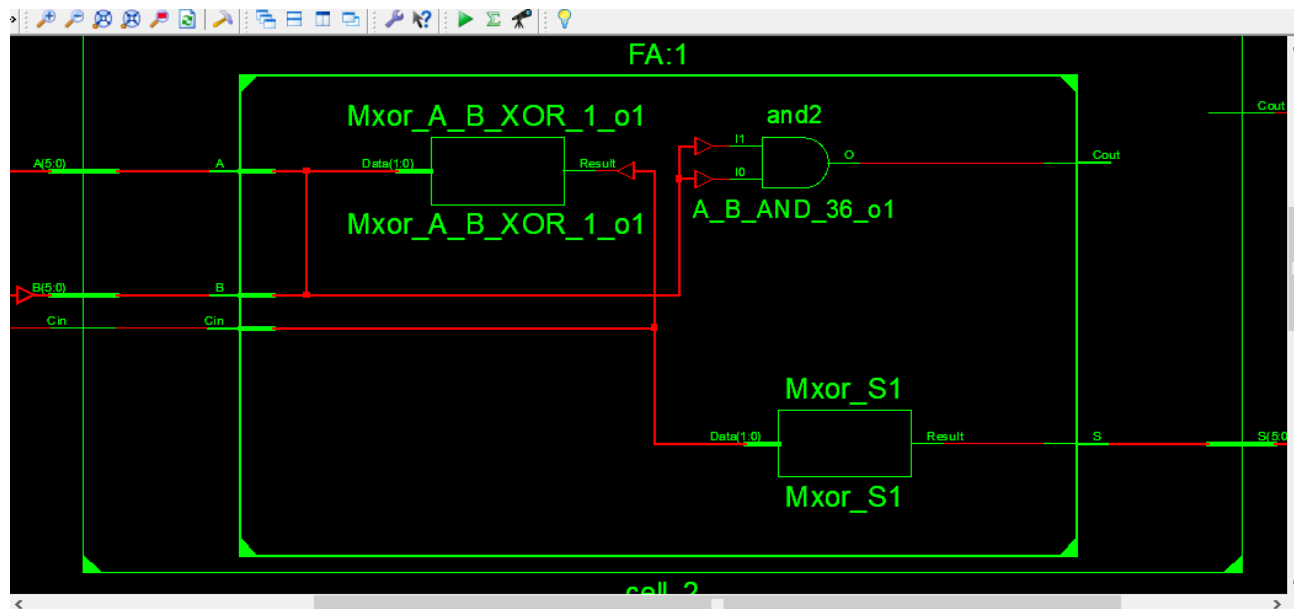 FA:1
Mxor_A_B_XOR_1_o1
and2
Cout
A(5:0)
A
Data(1:0)
Result
I1
O
Cout
I0
Mxor_A_B_XOR_1_o1
A_B_AND_36_o1
B(5:0)
B
Cin
Cin
Mxor_S1
Data(1:0)
Result
S
S(5:0
Mxor_S1
cell_2